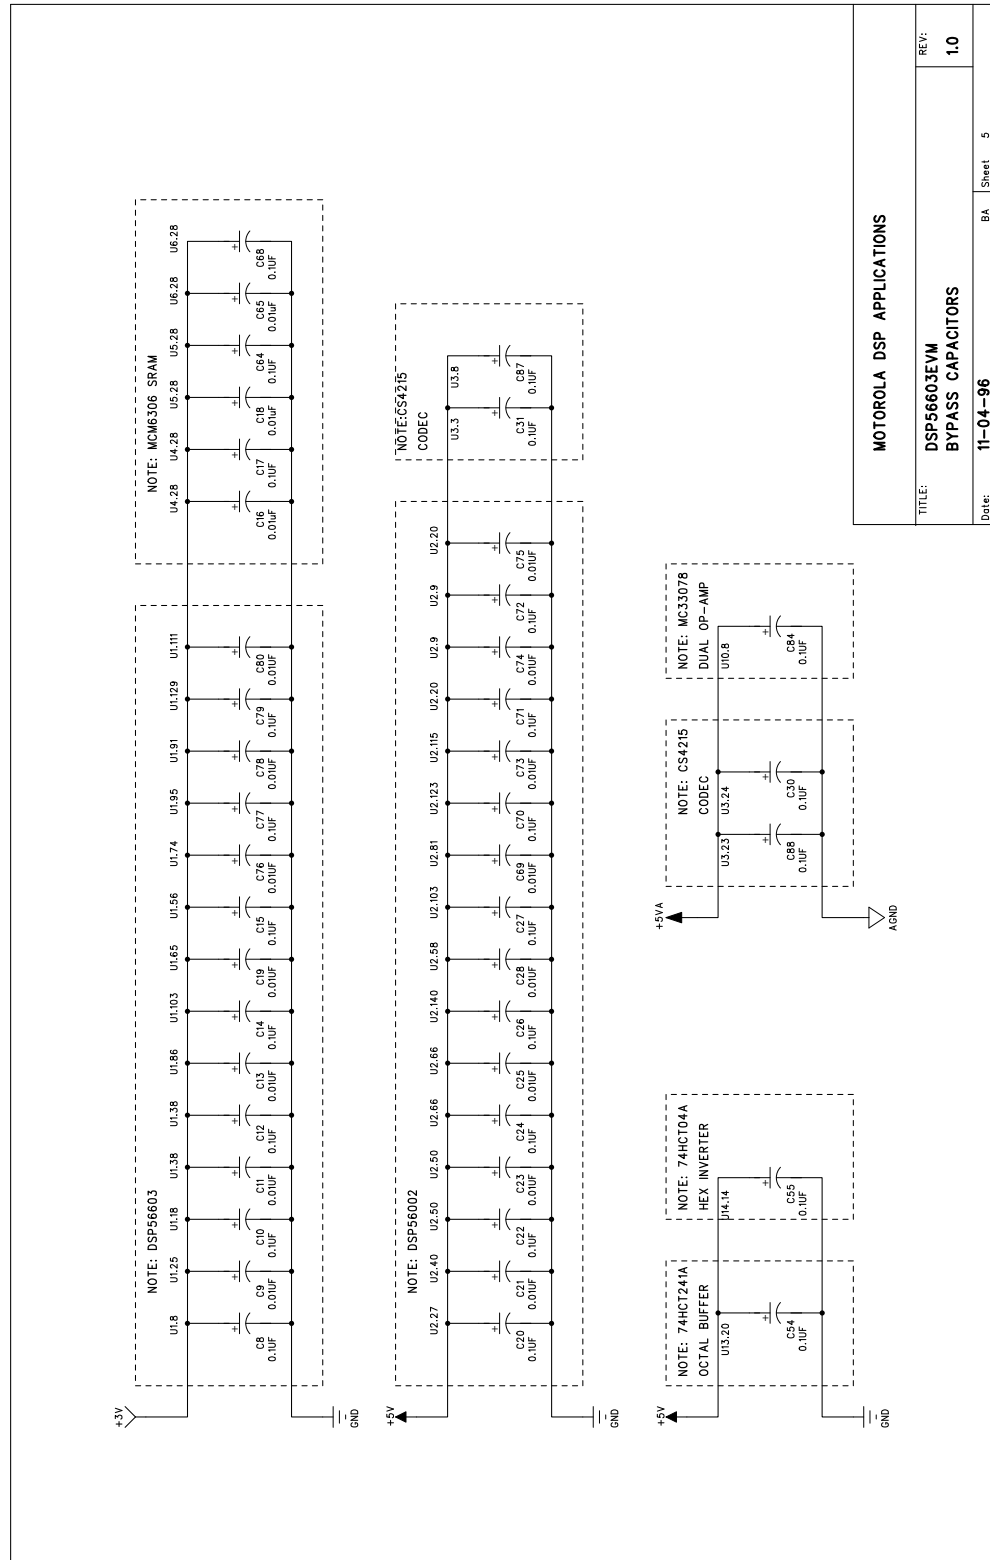 +3V
NOTE: DSP56603
U1.8
U1.25
U1.18
U1.38
U1.38
U1.86
U1.103
U1.65
U1.56
U1.74
U1.95
U1.91
U1.129
U1.111
+
C8
0.1UF
+
C9
0.01UF
+
C10
0.1UF
+
C11
0.01UF
+
C12
0.1UF
+
C13
0.01UF
+
C14
0.1UF
+
C19
0.01UF
+
C15
0.1UF
+
C76
0.01UF
+
C77
0.1UF
+
C78
0.01UF
+
C79
0.1UF
+
C80
0.01UF
NOTE: MCM6306 SRAM
U4.28
U4.28
U5.28
U5.28
U6.28
U6.28
+
C16
0.01uF
+
C17
0.1UF
+
C18
0.01uF
+
C64
0.1UF
+
C65
0.01uF
+
C68
0.1UF
GND
+5V
NOTE: DSP56002
U2.27
U2.40
U2.50
U2.50
U2.66
U2.66
U2.140
U2.58
U2.103
U2.81
U2.123
U2.115
U2.20
U2.9
U2.9
U2.20
+
C20
0.1UF
+
C21
0.01UF
+
C22
0.1UF
+
C23
0.01UF
+
C24
0.1UF
+
C25
0.01UF
+
C26
0.1UF
+
C28
0.01UF
+
C27
0.1UF
+
C69
0.01UF
+
C70
0.1UF
+
C73
0.01UF
+
C71
0.1UF
+
C74
0.01UF
+
C72
0.1UF
+
C75
0.01UF
NOTE:CS4215
CODEC
U3.3
U3.8
+
C31
0.1UF
+
C87
0.1UF
GND
+5V
NOTE: 74HCT241A
OCTAL BUFFER
U13.20
+
C54
0.1UF
NOTE: 74HCT04A
HEX INVERTER
U14.14
+
C55
0.1UF
GND
+5VA
NOTE: CS4215
CODEC
U3.23
U3.24
+
C88
0.1UF
+
C30
0.1UF
NOTE: MC33078
DUAL OP-AMP
U10.8
+
C84
0.1UF
AGND
MOTOROLA DSP APPLICATIONS
TITLE:
DSP56603EVM
BYPASS CAPACITORS
REV:
1.0
Date:
11-04-96
BA
Sheet 5